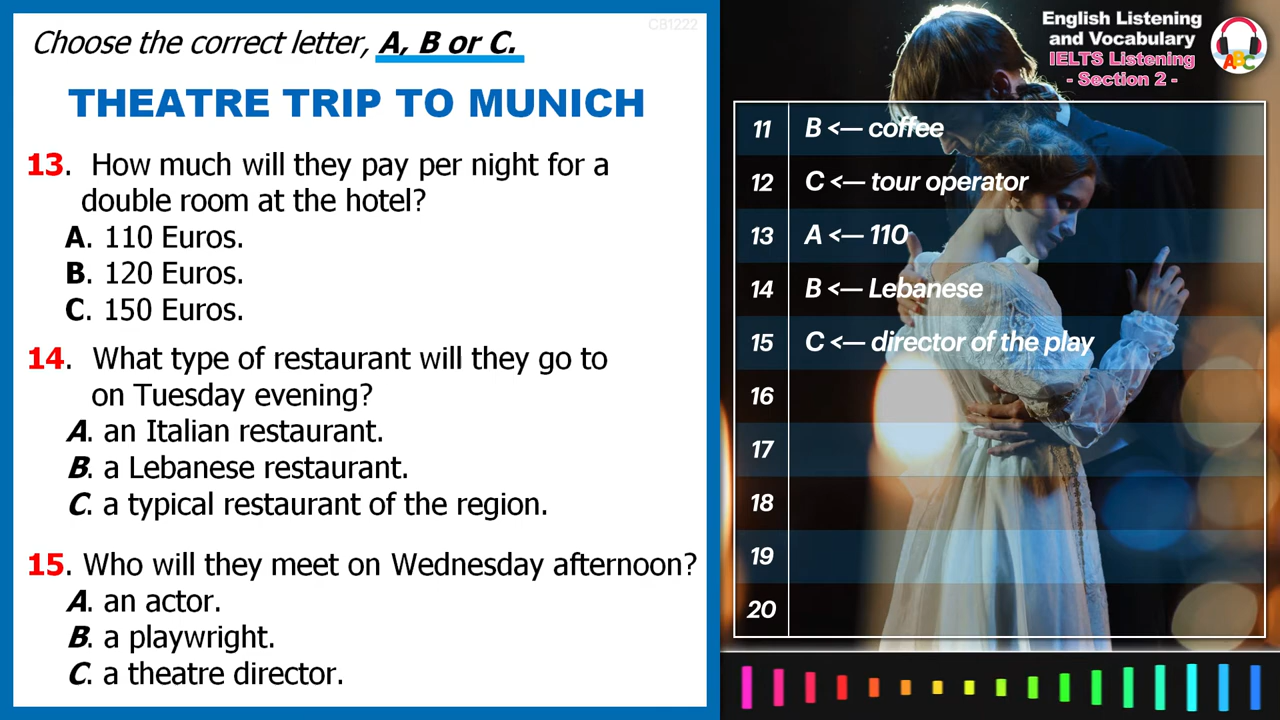 CB1222
Choose the correct letter, A, B or C.
THEATRE TRIP TO MUNICH
13. How much will they pay per night for a
double room at the hotel?
A. 110 Euros.
B. 120 Euros.
C. 150 Euros.
14. What type of restaurant will they go to
on Tuesday evening?
A. an Italian restaurant.
B. a Lebanese restaurant.
C. a typical restaurant of the region.
15. Who will they meet on Wednesday afternoon?
A. an actor.
B. a playwright.
C. a theatre director.
English Listening
and Vocabulary
IELTS Listening
- Section 2 -
ABC
11 B <— coffee
12 C <— tour operator
13 A <— 110
14 B <— Lebanese
15 C <— director of the play
16
17
18
19
20